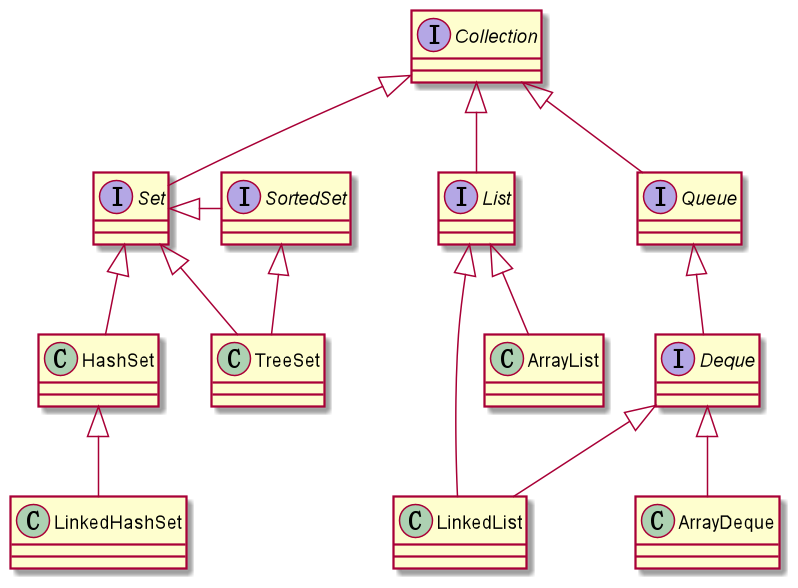 I Collection
I Set
I SortedSet
I List
I Queue
C HashSet
C TreeSet
C ArrayList
I Deque
C LinkedHashSet
C LinkedList
C ArrayDeque